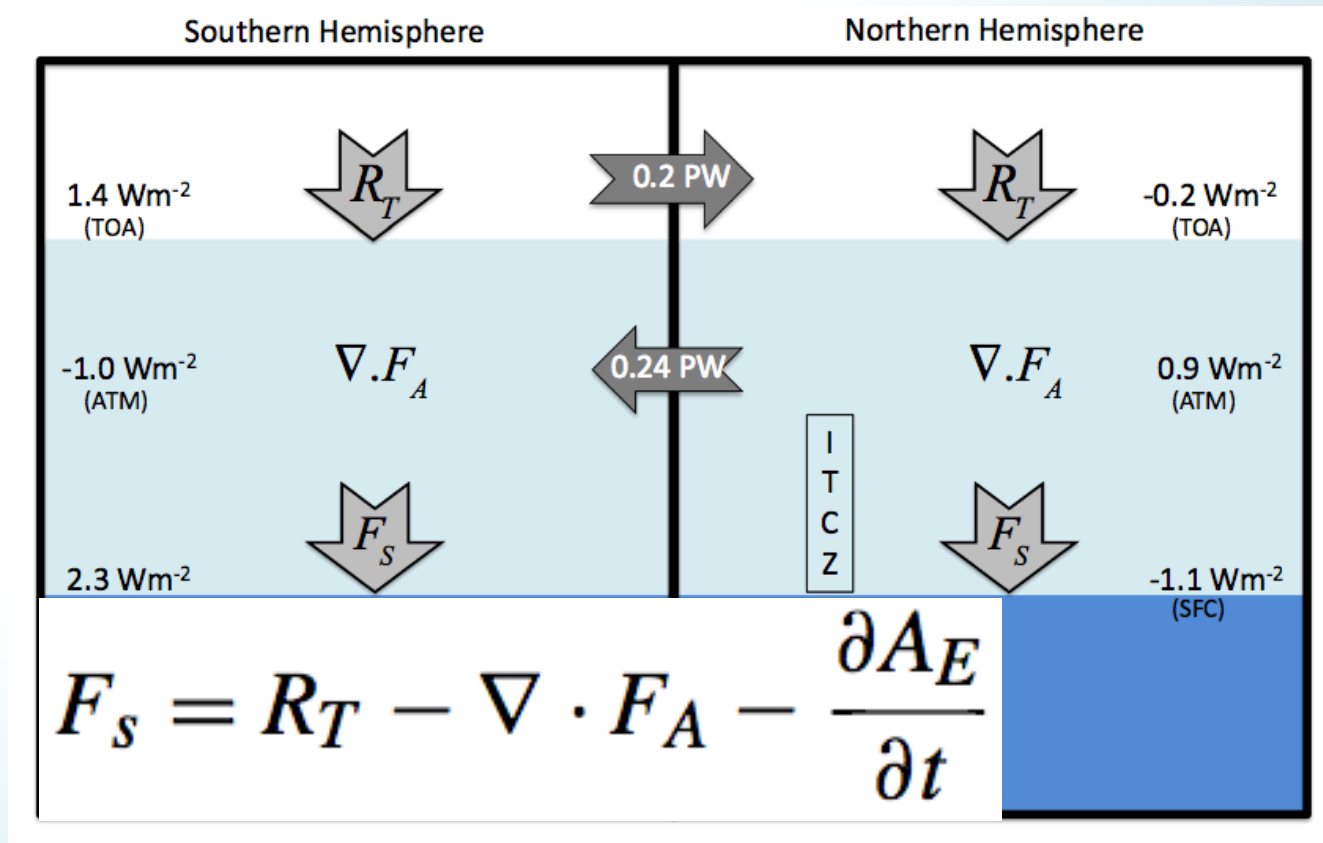 Southern Hemisphere
Northern Hemisphere
1.4 Wm⁻²
(TOA)
R_T
0.2 PW
R_T
-0.2 Wm⁻²
(TOA)
-1.0 Wm⁻²
(ATM)
∇.F_A
0.24 PW
∇.F_A
0.9 Wm⁻²
(ATM)
I
T
C
Z
2.3 Wm⁻²
F_S
F_S
-1.1 Wm⁻²
(SFC)
F_s = R_T − ∇ · F_A − ∂A_E/∂t